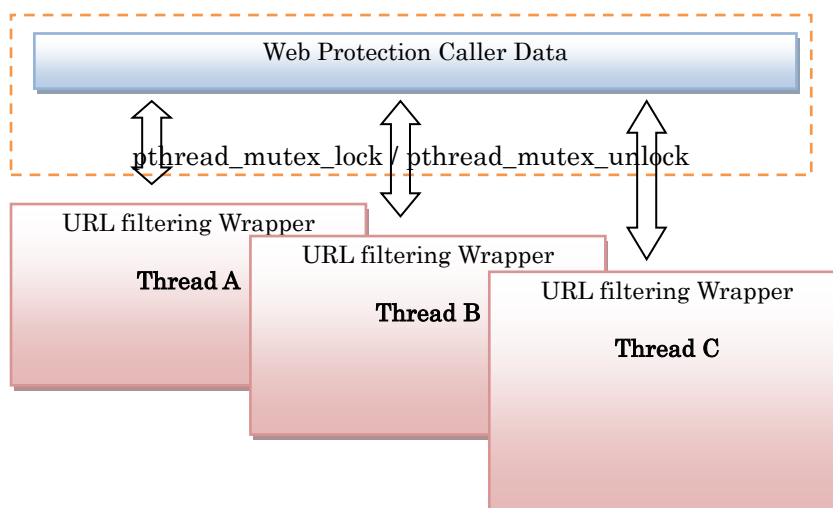 Web Protection Caller Data
pthread_mutex_lock / pthread_mutex_unlock
URL filtering Wrapper
Thread A
URL filtering Wrapper
Thread B
URL filtering Wrapper
Thread C